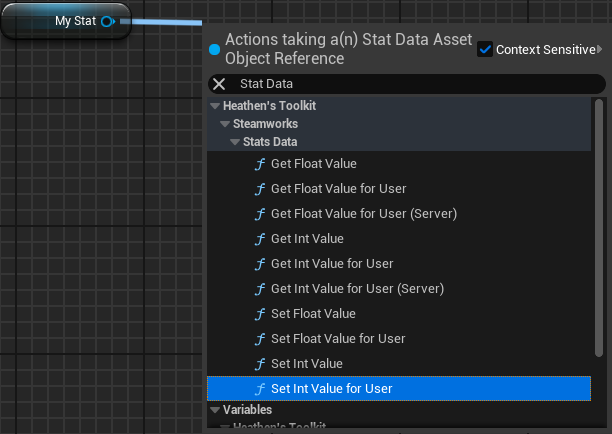 My Stat
Actions taking a(n) Stat Data Asset
Object Reference
Context Sensitive
Stat Data
Heathen's Toolkit
Steamworks
Stats Data
Get Float Value
Get Float Value for User
Get Float Value for User (Server)
Get Int Value
Get Int Value for User
Get Int Value for User (Server)
Set Float Value
Set Float Value for User
Set Int Value
Set Int Value for User
Variables
Heathen's Toolkit